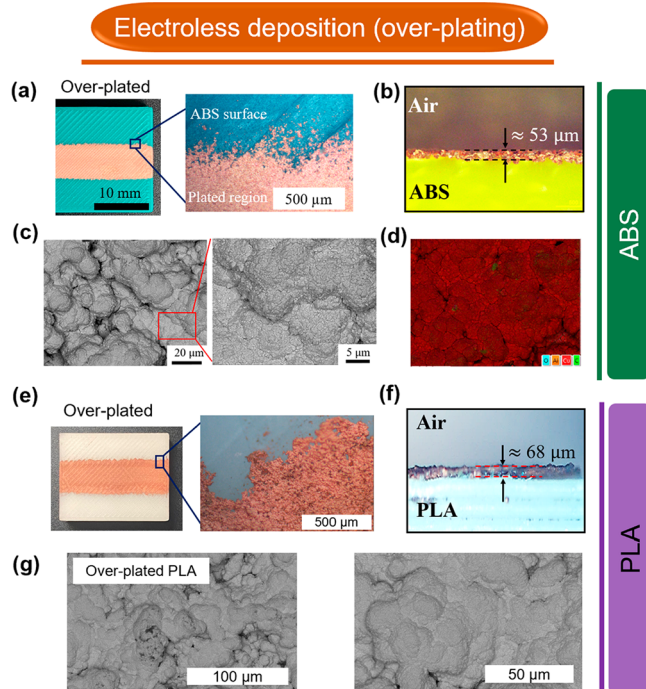 Electroless deposition (over-plating)
(a)
Over-plated
10 mm
ABS surface
Plated region
500 µm
(b)
Air
≈ 53 µm
ABS
(c)
20 µm
5 µm
(d)
O Au Cu C
ABS
(e)
Over-plated
500 µm
(f)
Air
≈ 68 µm
PLA
(g)
Over-plated PLA
100 µm
50 µm
PLA